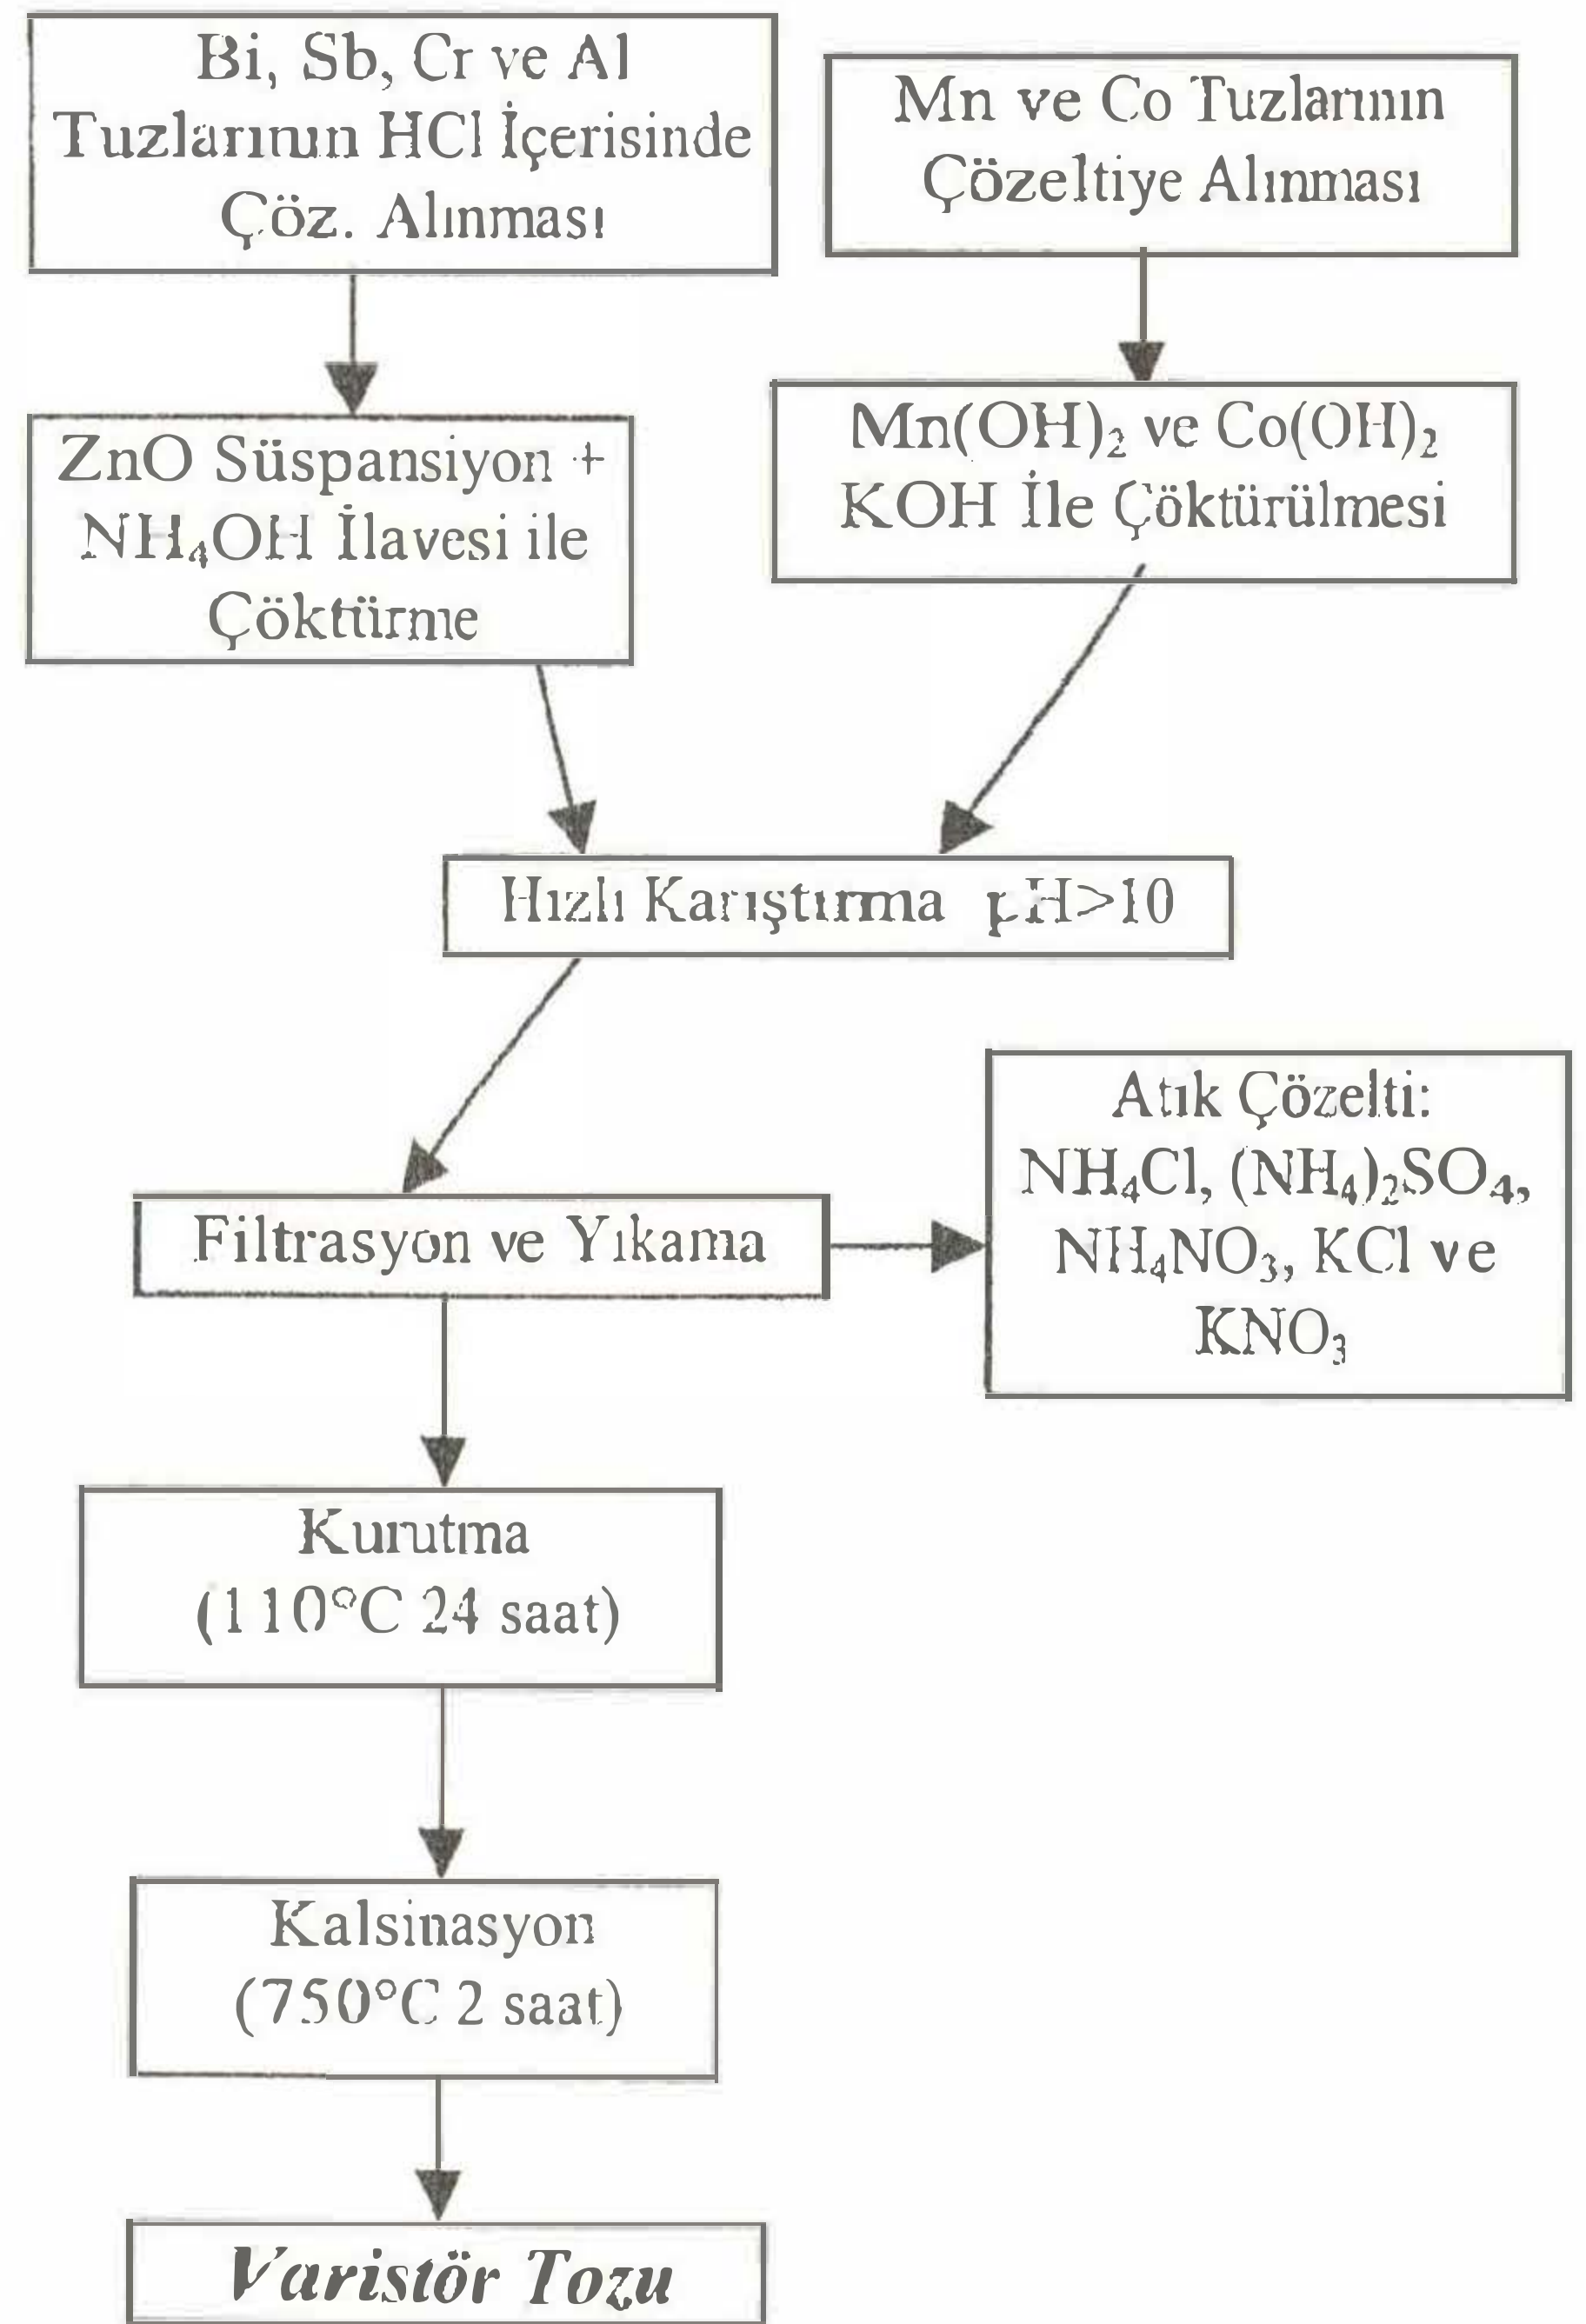 Bi, Sb, Cr ve Al
Tuzlarının HCl İçerisinde
Çöz. Alınması
Mn ve Co Tuzlarının
Çözeltiye Alınması
ZnO Süspansiyon +
NH₄OH İlavesi ile
Çöktürme
Mn(OH)₂ ve Co(OH)₂
KOH İle Çöktürülmesi
Hızlı Karıştırma pH>10
Filtrasyon ve Yıkama
Atık Çözelti:
NH₄Cl, (NH₄)₂SO₄,
NH₄NO₃, KCl ve
KNO₃
Kurutma
(110°C 24 saat)
Kalsinasyon
(750°C 2 saat)
Varistör Tozu